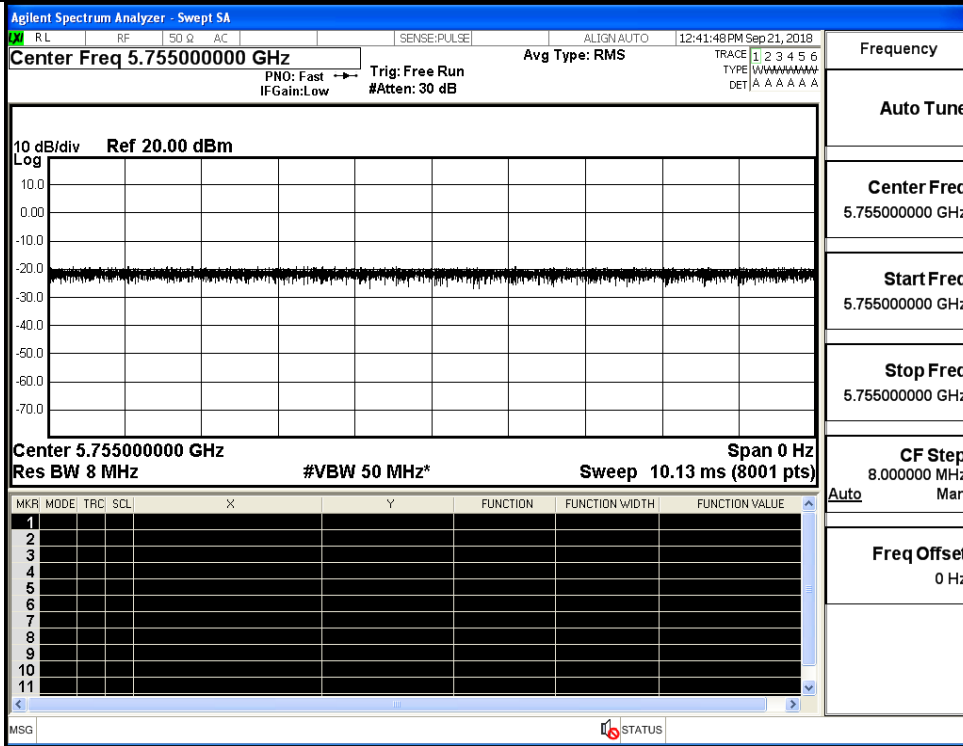 Agilent Spectrum Analyzer - Swept SA
LXI RL RF 50 Ω AC SENSE:PULSE ALIGN AUTO 12:41:48 PM Sep 21, 2018
Center Freq 5.755000000 GHz Avg Type: RMS TRACE 1 2 3 4 5 6
PNO: Fast Trig: Free Run TYPE WWWWWW
IFGain:Low #Atten: 30 dB DET A A A A A A
10 dB/div Ref 20.00 dBm
Log
10.0
0.00
-10.0
-20.0
-30.0
-40.0
-50.0
-60.0
-70.0
Center 5.755000000 GHz Span 0 Hz
Res BW 8 MHz #VBW 50 MHz* Sweep 10.13 ms (8001 pts)
MKR MODE TRC SCL X Y FUNCTION FUNCTION WIDTH FUNCTION VALUE
1
2
3
4
5
6
7
8
9
10
11
MSG STATUS
Frequency
Auto Tune
Center Freq
5.755000000 GHz
Start Freq
5.755000000 GHz
Stop Freq
5.755000000 GHz
CF Step
8.000000 MHz
Auto Man
Freq Offset
0 Hz